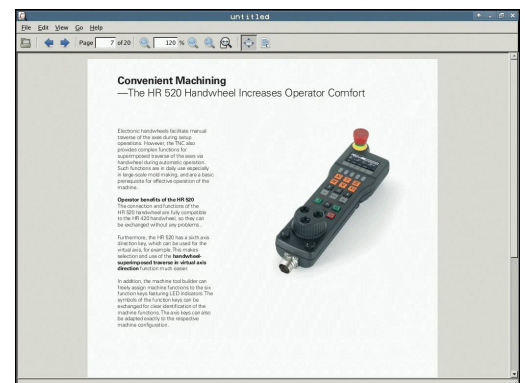 untitled
File Edit View Go Help
Page 7 of 20 120 %
Convenient Machining
—The HR 520 Handwheel Increases Operator Comfort
Electronic handwheels facilitate manual
traverse of the axes during setup
operations. However, the TNC also
provides complex functions for
superimposed traverse of the axes via
handwheel during automatic operation.
Such functions are in daily use especially
in large-scale mold making, and are a basic
prerequisite for effective operation of the
machine.
Operator benefits of the HR 520
The connection and functions of the
HR 520 handwheel are fully compatible
to the HR 420 handwheel, so they can
be exchanged without any problems.
Furthermore, the HR 520 has a sixth axis
direction key, which can be used for the
virtual axis, for example. This makes
selection and use of the handwheel-
superimposed traverse in virtual axis
direction function much easier.
In addition, the machine tool builder can
freely assign machine functions to the six
function keys featuring LED indicators. The
symbols of the function keys can be
exchanged for clear identification of the
machine functions. The axis keys can also
be adapted exactly to the respective
machine configuration.